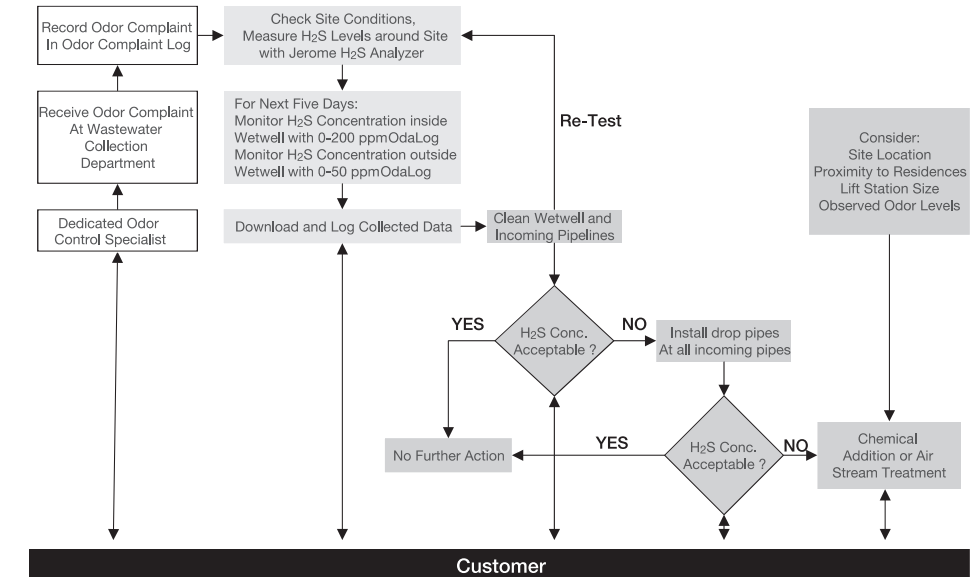 Record Odor Complaint
In Odor Complaint Log
Check Site Conditions,
Measure H2S Levels around Site
with Jerome H2S Analyzer
Receive Odor Complaint
At Wastewater
Collection
Department
For Next Five Days:
Monitor H2S Concentration inside
Wetwell with 0-200 ppmOdaLog
Monitor H2S Concentration outside
Wetwell with 0-50 ppmOdaLog
Re-Test
Consider:
Site Location
Proximity to Residences
Lift Station Size
Observed Odor Levels
Dedicated Odor
Control Specialist
Download and Log Collected Data
Clean Wetwell and
Incoming Pipelines
YES
H2S Conc.
Acceptable ?
NO
Install drop pipes
At all incoming pipes
No Further Action
YES
H2S Conc.
Acceptable ?
NO
Chemical
Addition or Air
Stream Treatment
Customer